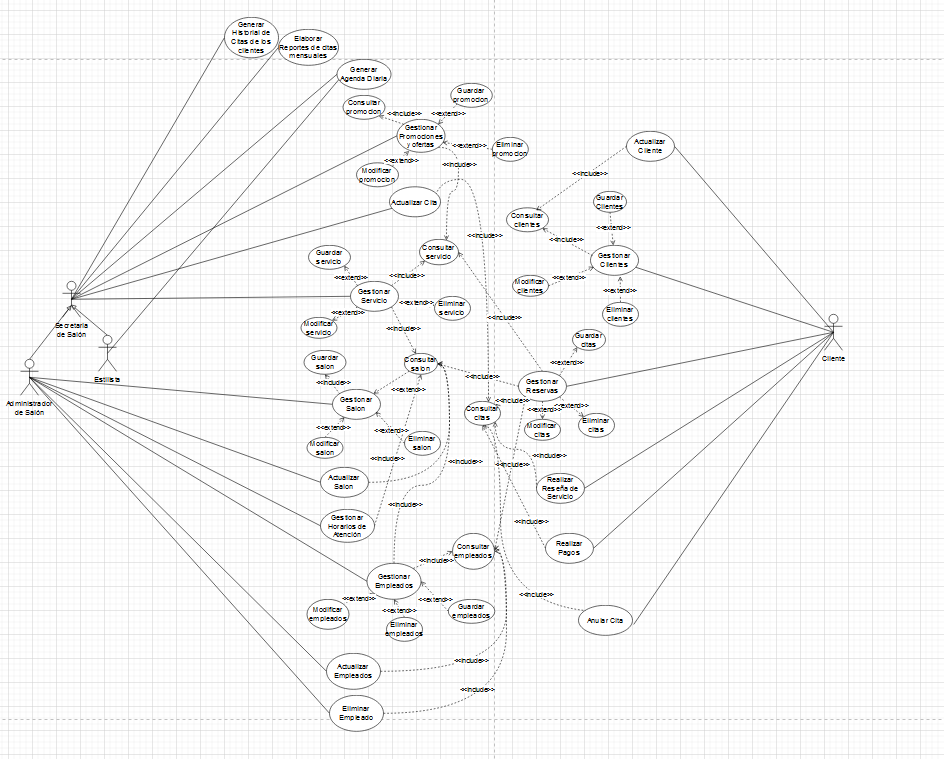 Generar
Historial de
Citas de los
clientes
Elaborar
Reportes de citas
mensuales
Generar
Agenda Diaria
Guardar
promocion
Consultar
promocion
<<include>>
<<extend>>
Gestionar
Promociones
y ofertas
<<extend>>
Eliminar
promocion
<<extend>>
<<include>>
Modificar
promocion
Actualizar
Cliente
<<include>>
Actualizar Cita
Guardar
Clientes
Consultar
clientes
<<extend>>
<<include>>
<<include>>
Consultar
servicio
Guardar
servicio
Gestionar
Clientes
<<extend>>
<<include>>
<<extend>>
Modificar
clientes
<<extend>>
Gestionar
Servicio
<<extend>>
Eliminar
servicio
<<extend>>
Eliminar
clientes
<<include>>
Modificar
servicio
<<include>>
Secretaria
de Salón
Guardar
citas
Cliente
Estilista
Guardar
salon
Consultar
salon
<<extend>>
<<include>>
<<include>>
<<extend>>
Gestionar
Reservas
Administrador
de Salón
Gestionar
Salon
<<include>>
<<extend>>
<<extend>>
Consultar
citas
Modificar
citas
Eliminar
citas
<<extend>>
<<extend>>
Modificar
salon
Eliminar
salon
<<include>>
<<include>>
<<include>>
<<include>>
Actualizar
Salon
Realizar
Reseña de
Servicio
<<include>>
Gestionar
Horarios de
Atención
<<include>>
Realizar
Pagos
Consultar
empleados
<<include>>
Gestionar
Empleados
<<include>>
<<extend>>
<<extend>>
<<extend>>
Modificar
empleados
Guardar
empleados
Eliminar
empleados
Anular Cita
<<include>>
Actualizar
Empleados
<<include>>
Eliminar
Empleado